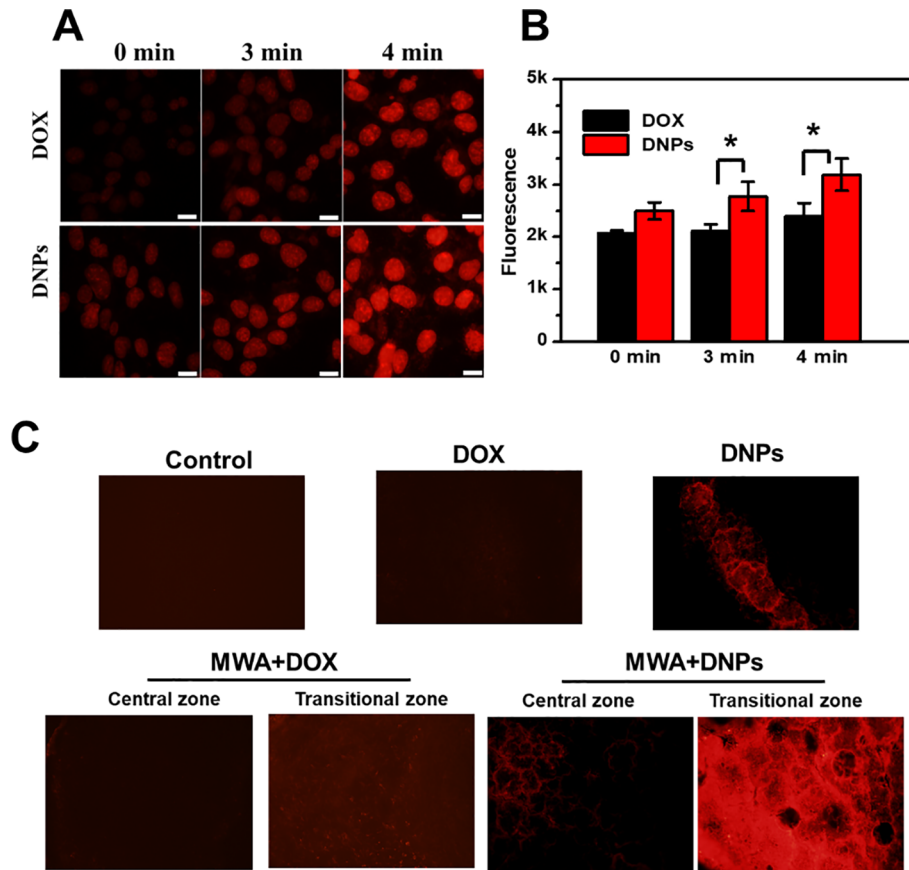 A
0 min 3 min 4 min
DOX
DNPs
B
5k
4k
3k
2k
1k
0
Fluorescence
DOX
DNPs
* *
0 min 3 min 4 min
C
Control DOX DNPs
MWA+DOX MWA+DNPs
Central zone Transitional zone Central zone Transitional zone